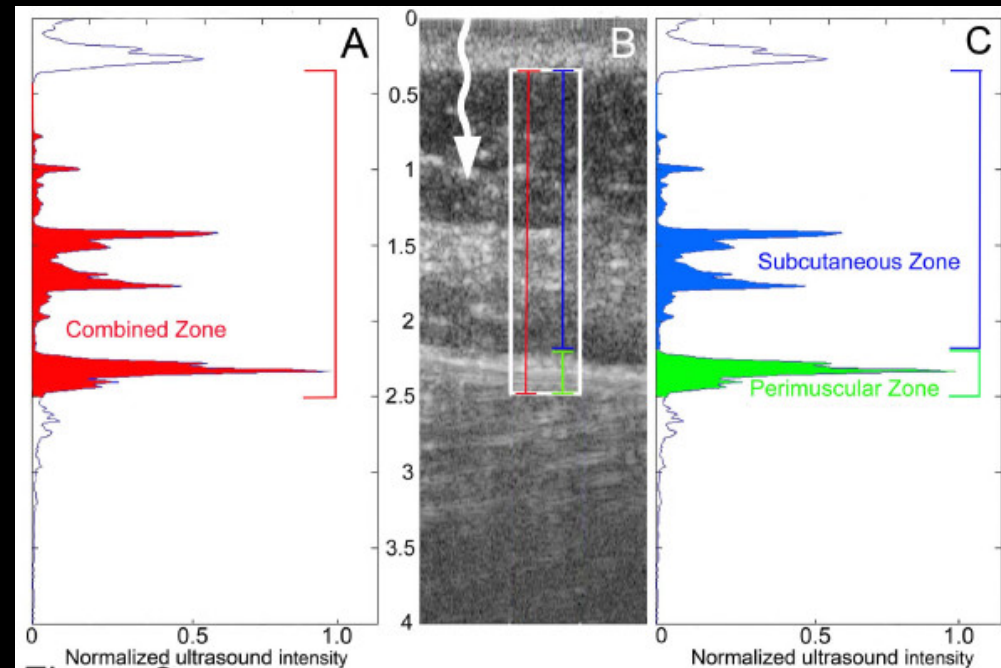 A
B
C
0
0.5
1
1.5
2
2.5
3
3.5
4
Combined Zone
Subcutaneous Zone
Perimuscular Zone
0 0.5 1.0
Normalized ultrasound intensity
0 0.5 1.0
Normalized ultrasound intensity